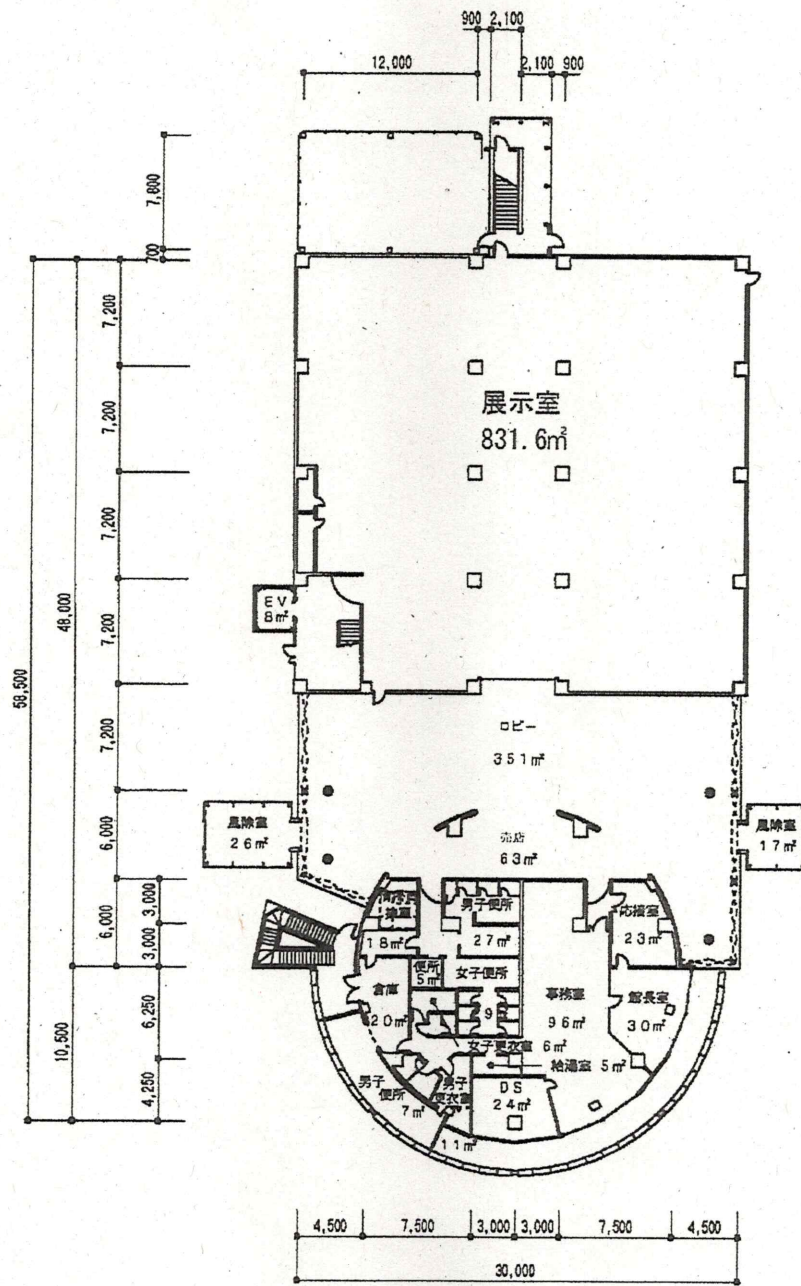 900
2,100
12,000
2,100
900
7,800
700
7,200
7,200
7,200
7,200
7,200
6,000
6,000
3,000
3,000
6,250
4,250
48,000
10,500
58,500
展示室
831.6㎡
EV
8㎡
ロビー
351㎡
風除室
26㎡
売店
63㎡
風除室
17㎡
男子便所
27㎡
18㎡
応接室
23㎡
便所
5㎡
女子便所
倉庫
20㎡
事務室
96㎡
館長室
30㎡
女子更衣室 6㎡
給湯室 5㎡
男子
便所
7㎡
男子
更衣室
11㎡
DS
24㎡
4,500
7,500
3,000
3,000
7,500
4,500
30,000